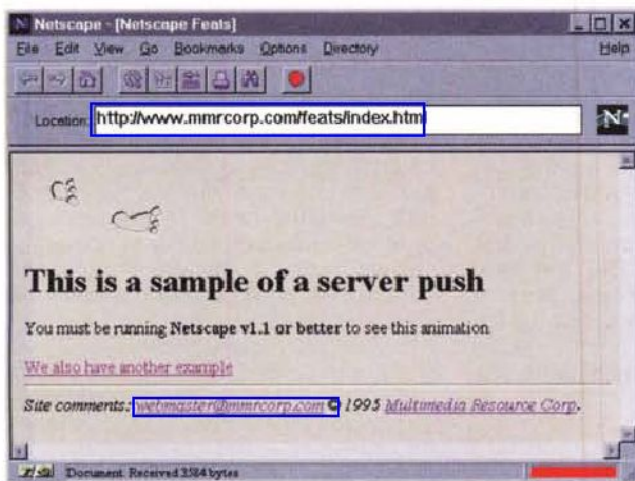 Netscape - [Netscape Feats]
File Edit View Go Bookmarks Options Directory Help
Location: http://www.mmrcorp.com/feats/index.htm
N
This is a sample of a server push
You must be running Netscape v1.1 or better to see this animation
We also have another example
Site comments: webmaster@mmrcorp.com © 1995 Multimedia Resource Corp.
Document: Received 3584 bytes